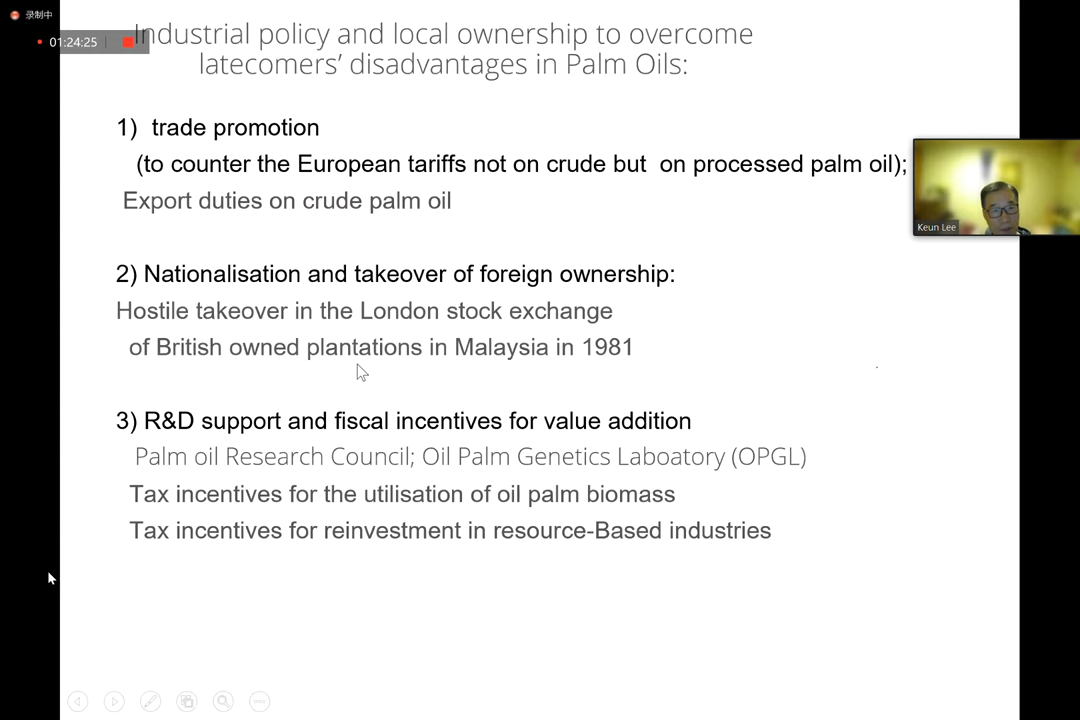 录制中
01:24:25
Industrial policy and local ownership to overcome
latecomers’ disadvantages in Palm Oils:
1) trade promotion
(to counter the European tariffs not on crude but on processed palm oil);
Export duties on crude palm oil
Keun Lee
2) Nationalisation and takeover of foreign ownership:
Hostile takeover in the London stock exchange
of British owned plantations in Malaysia in 1981
3) R&D support and fiscal incentives for value addition
Palm oil Research Council; Oil Palm Genetics Laboatory (OPGL)
Tax incentives for the utilisation of oil palm biomass
Tax incentives for reinvestment in resource-Based industries